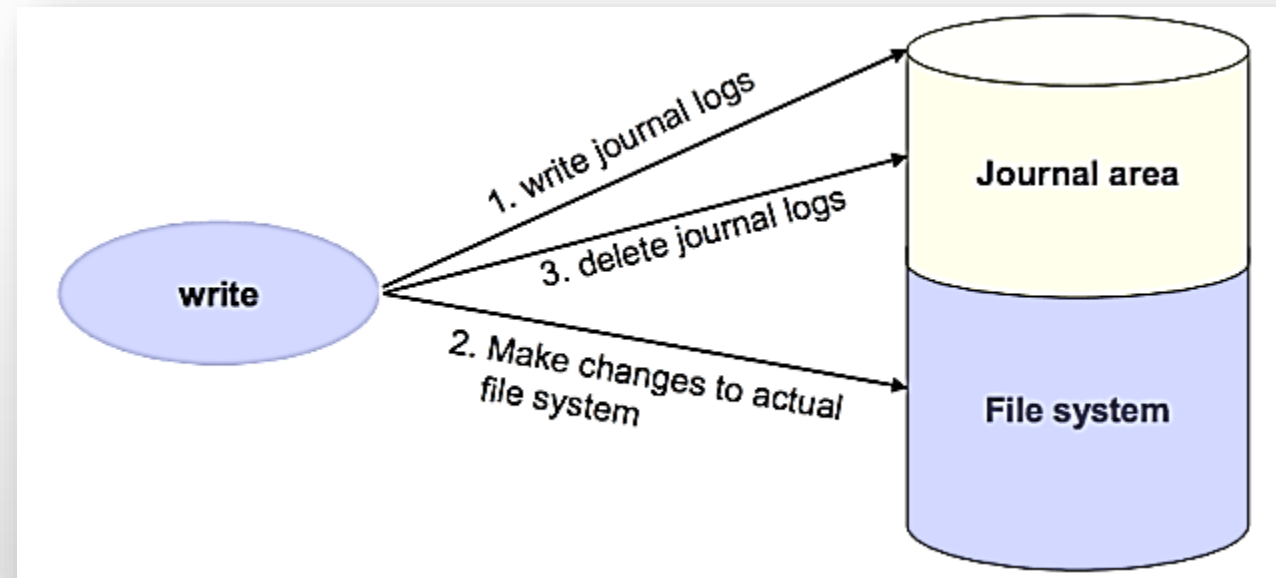 1. write journal logs
Journal area
3. delete journal logs
write
2. Make changes to actual
file system
File system